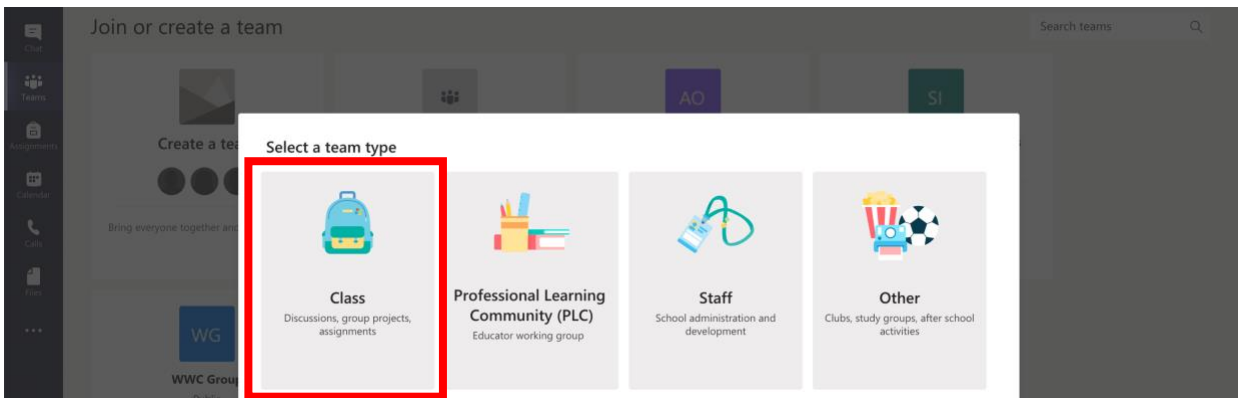 Join or create a team
Search teams
Chat
Teams
Assignments
Calendar
Calls
Files
AO
SI
Create a tea
Bring everyone together and
WG
WWC Group
Select a team type
Class
Discussions, group projects,
assignments
Professional Learning
Community (PLC)
Educator working group
Staff
School administration and
development
Other
Clubs, study groups, after school
activities